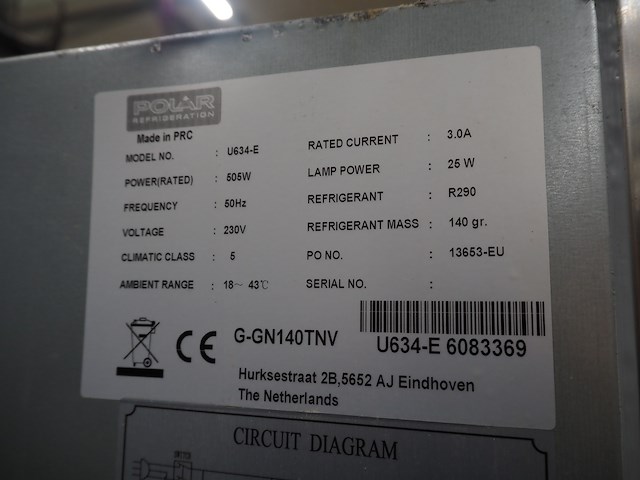 POLAR
REFRIGERATION
Made in PRC
MODEL NO. : U634-E
POWER(RATED) : 505W
FREQUENCY : 50Hz
VOLTAGE : 230V
CLIMATIC CLASS : 5
AMBIENT RANGE : 18~ 43℃
RATED CURRENT : 3.0A
LAMP POWER : 25 W
REFRIGERANT : R290
REFRIGERANT MASS : 140 gr.
PO NO. : 13653-EU
SERIAL NO. :
CE G-GN140TNV
U634-E 6083369
Hurksestraat 2B,5652 AJ Eindhoven
The Netherlands
CIRCUIT DIAGRAM